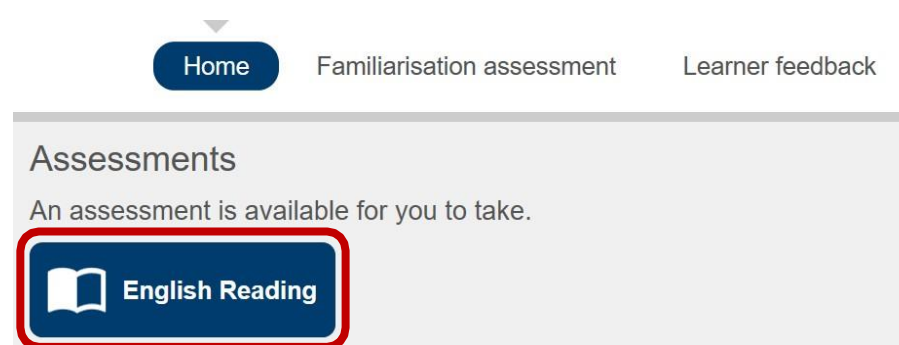 Home Familiarisation assessment Learner feedback
Assessments
An assessment is available for you to take.
English Reading